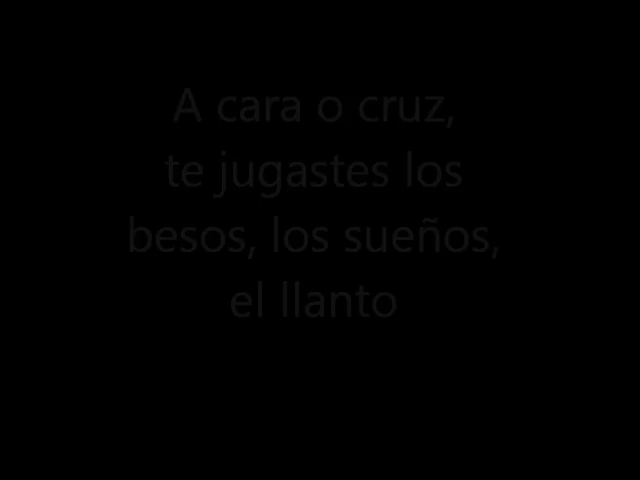 A cara o cruz,
te jugastes los
besos, los sueños,
el llanto